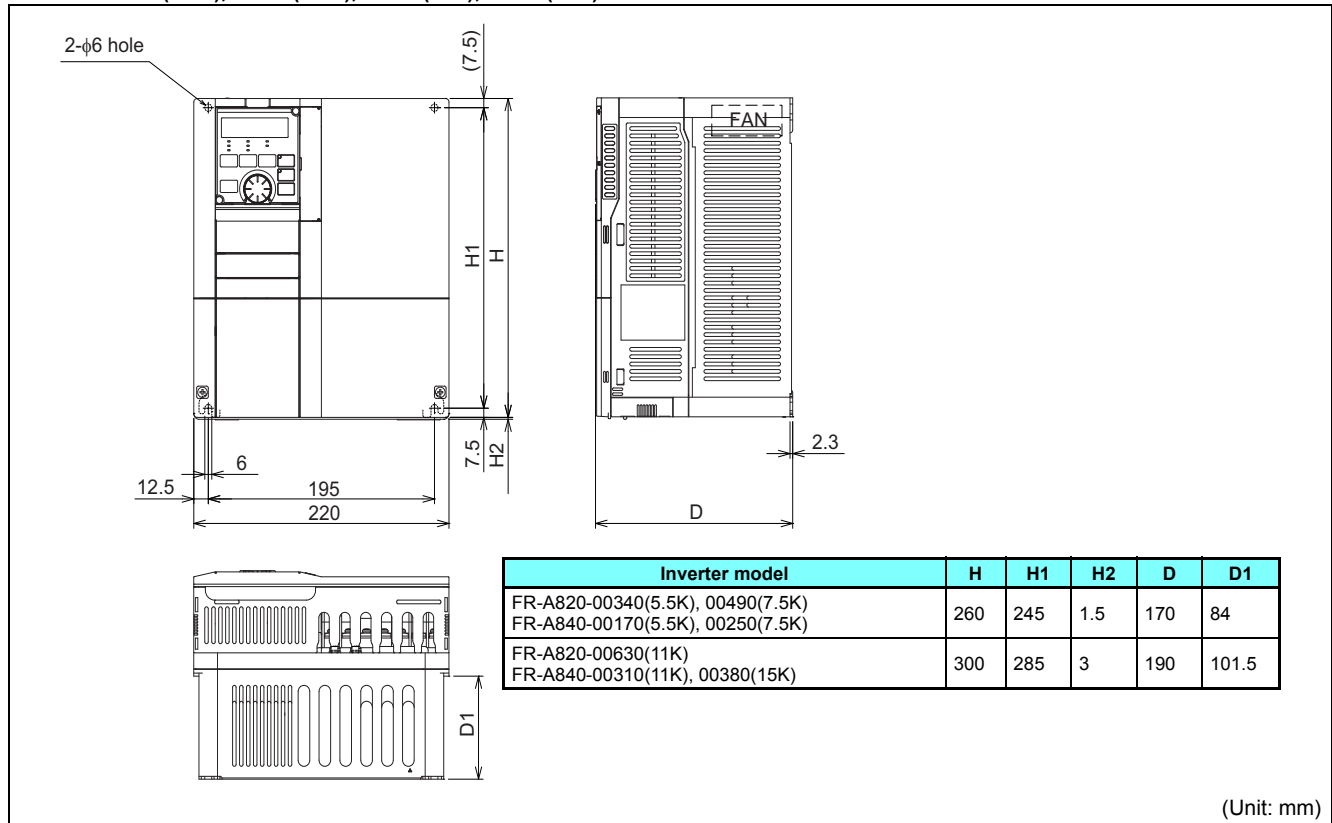 2-ϕ6 hole
(7.5)
FAN
H1
H
7.5
H2
6
12.5
195
220
2.3
D
D1
Inverter model H H1 H2 D D1
FR-A820-00340(5.5K), 00490(7.5K)
FR-A840-00170(5.5K), 00250(7.5K)
260 245 1.5 170 84
FR-A820-00630(11K)
FR-A840-00310(11K), 00380(15K)
300 285 3 190 101.5
(Unit: mm)